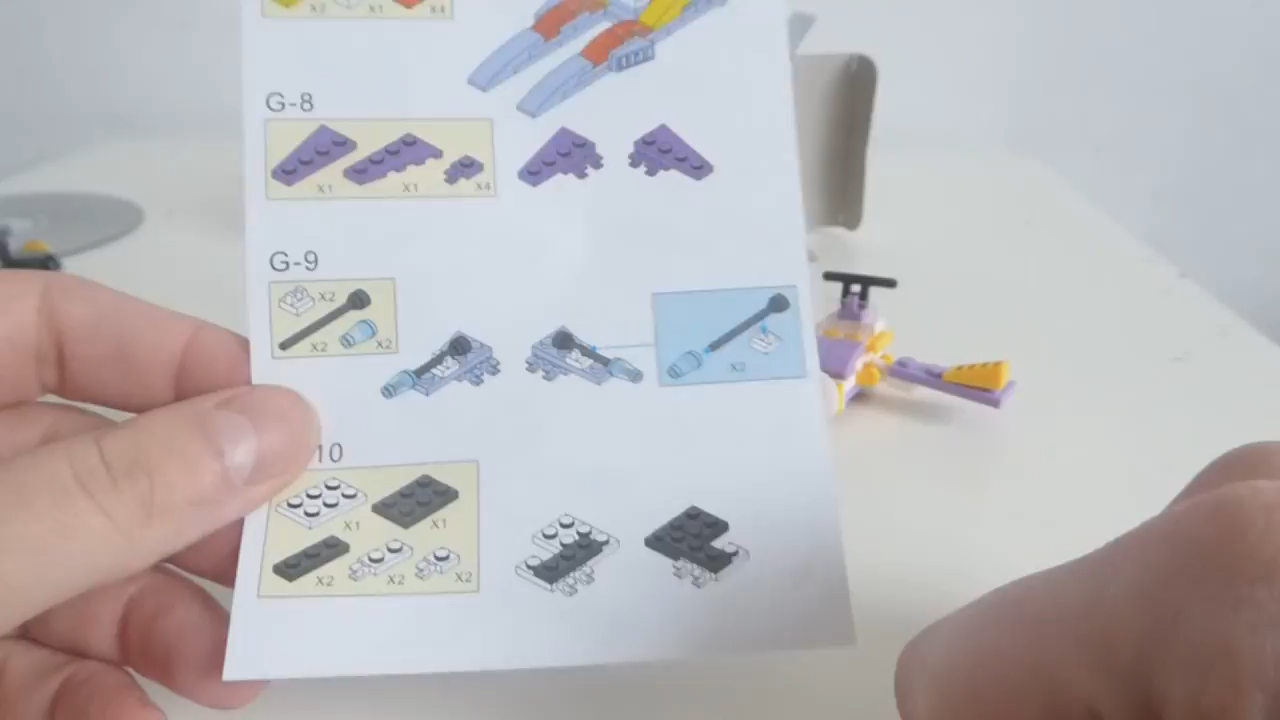 X3 X1 X4
G-8
X1 X1 X4
G-9
X2
X2 X2
X2
10
X1 X1
X2 X2 X2